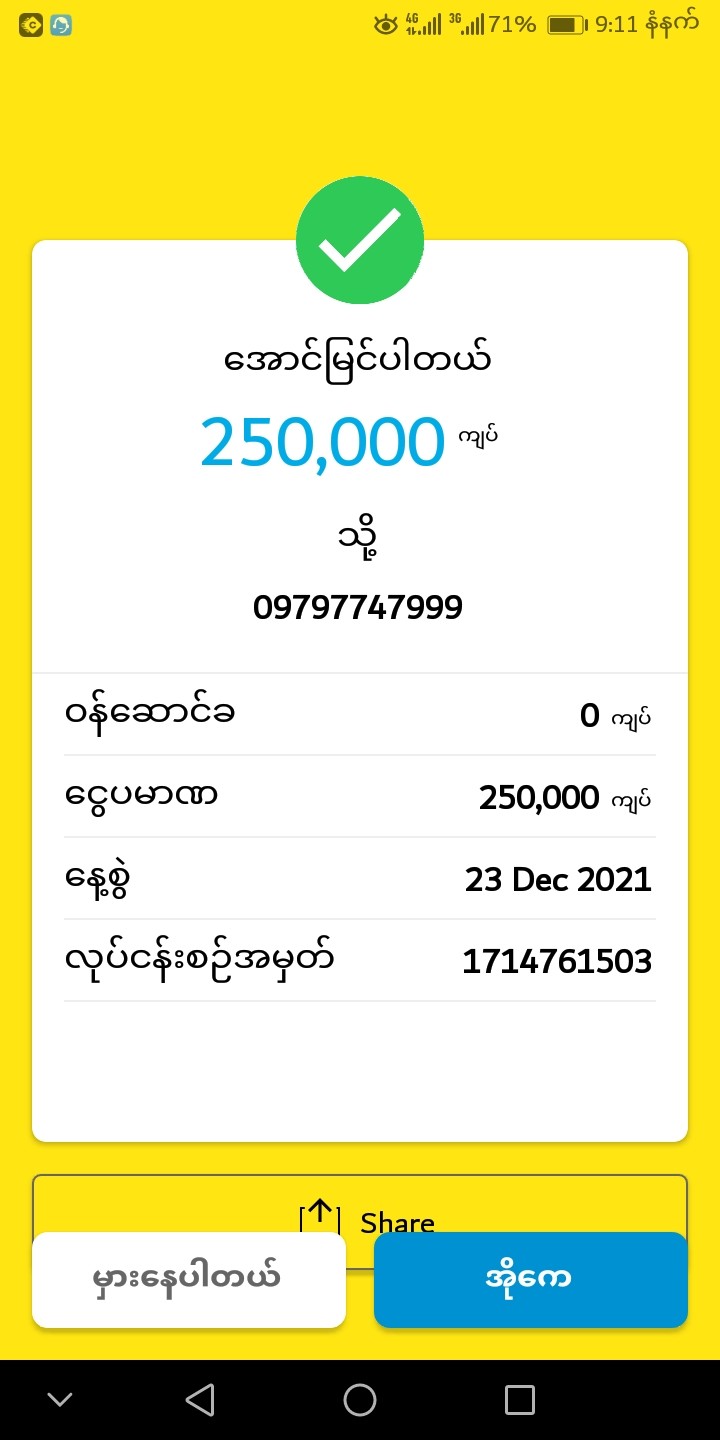 4G 3G 71% 9:11 နံနက်
အောင်မြင်ပါတယ်
250,000 ကျပ်
သို့
09797747999
ဝန်ဆောင်ခ 0 ကျပ်
ငွေပမာဏ 250,000 ကျပ်
နေ့စွဲ 23 Dec 2021
လုပ်ငန်းစဉ်အမှတ် 1714761503
Share
မှားနေပါတယ် အိုကေ